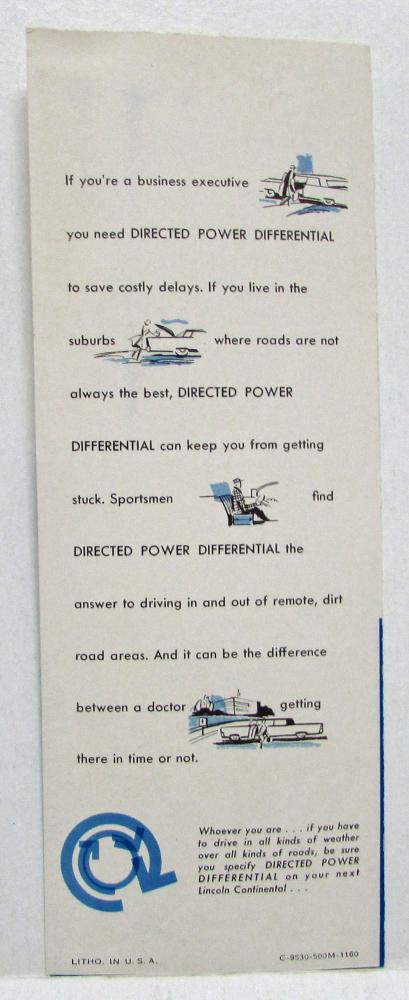 If you're a business executive
you need DIRECTED POWER DIFFERENTIAL
to save costly delays. If you live in the
suburbs where roads are not
always the best, DIRECTED POWER
DIFFERENTIAL can keep you from getting
stuck. Sportsmen find
DIRECTED POWER DIFFERENTIAL the
answer to driving in and out of remote, dirt
road areas. And it can be the difference
between a doctor getting
there in time or not.
Whoever you are . . . if you have
to drive in all kinds of weather
over all kinds of roads, be sure
you specify DIRECTED POWER
DIFFERENTIAL on your next
Lincoln Continental . . .
LITHO. IN U. S. A.
C-9530-500M-1160